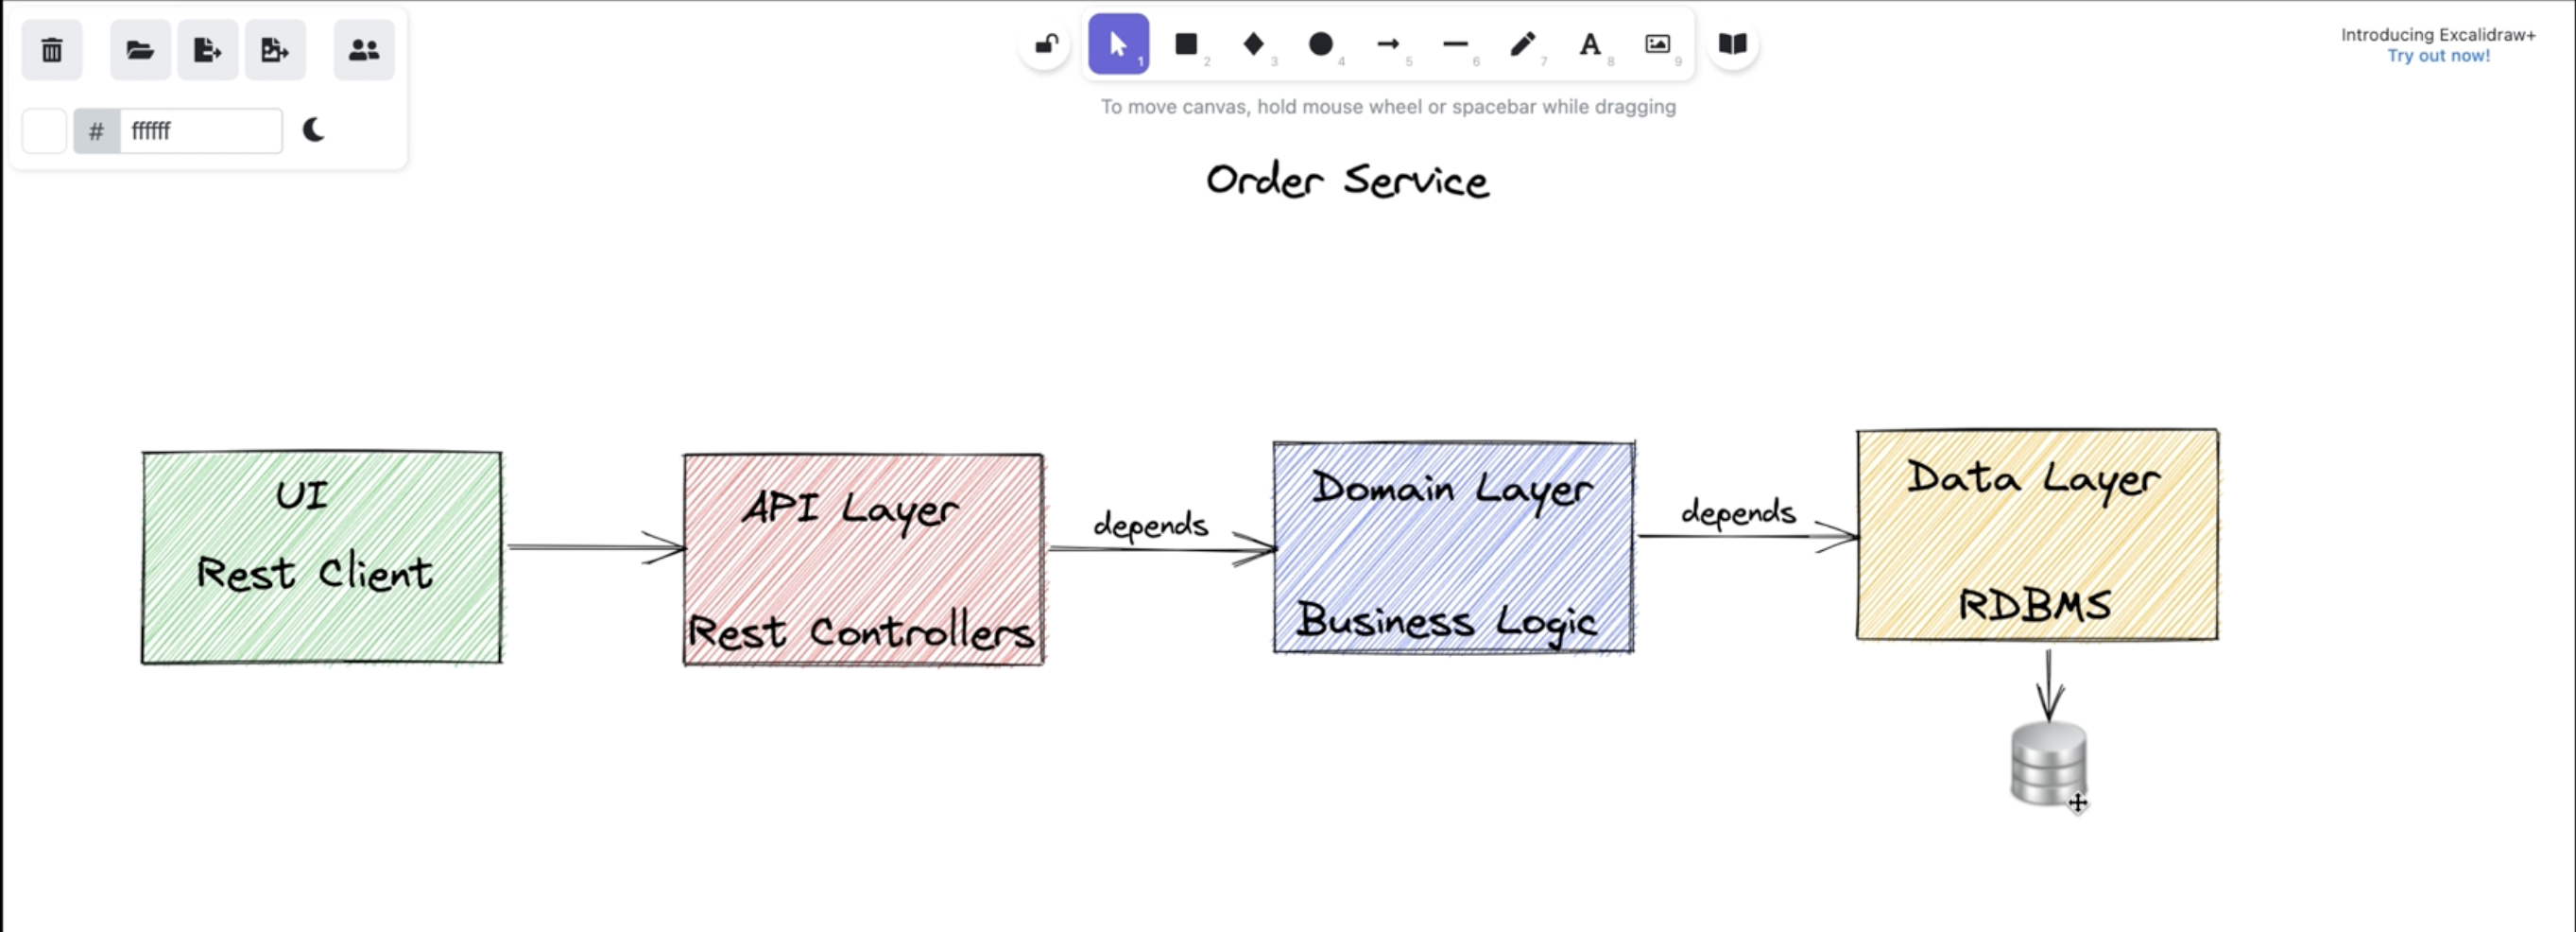 Introducing Excalidraw+
Try out now!
1
2
3
4
5
6
7
A
8
9
# ffffff
To move canvas, hold mouse wheel or spacebar while dragging
Order Service
UI
Rest Client
API Layer
Rest Controllers
depends
Domain Layer
Business Logic
depends
Data Layer
RDBMS